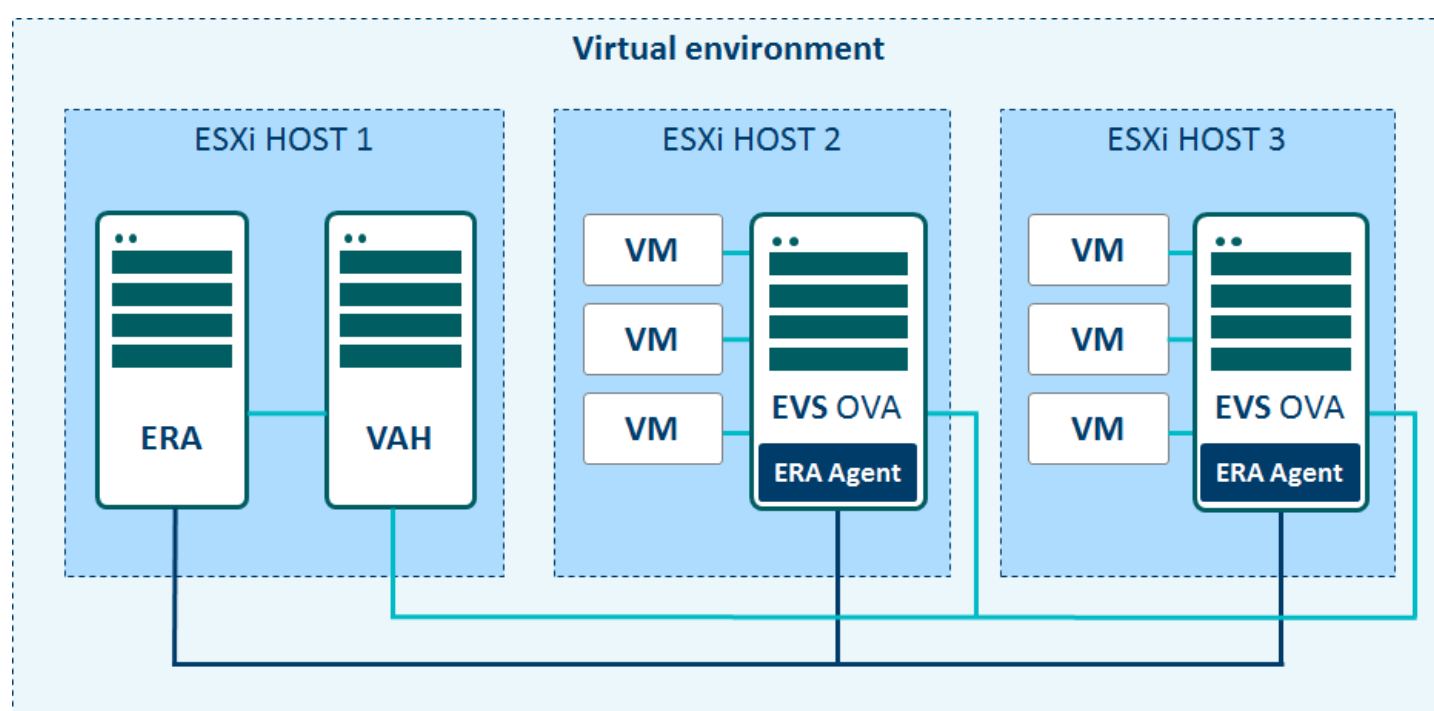 Virtual environment
ESXi HOST 1
ERA
VAH
ESXi HOST 2
VM
VM
VM
EVS OVA
ERA Agent
ESXi HOST 3
VM
VM
VM
EVS OVA
ERA Agent